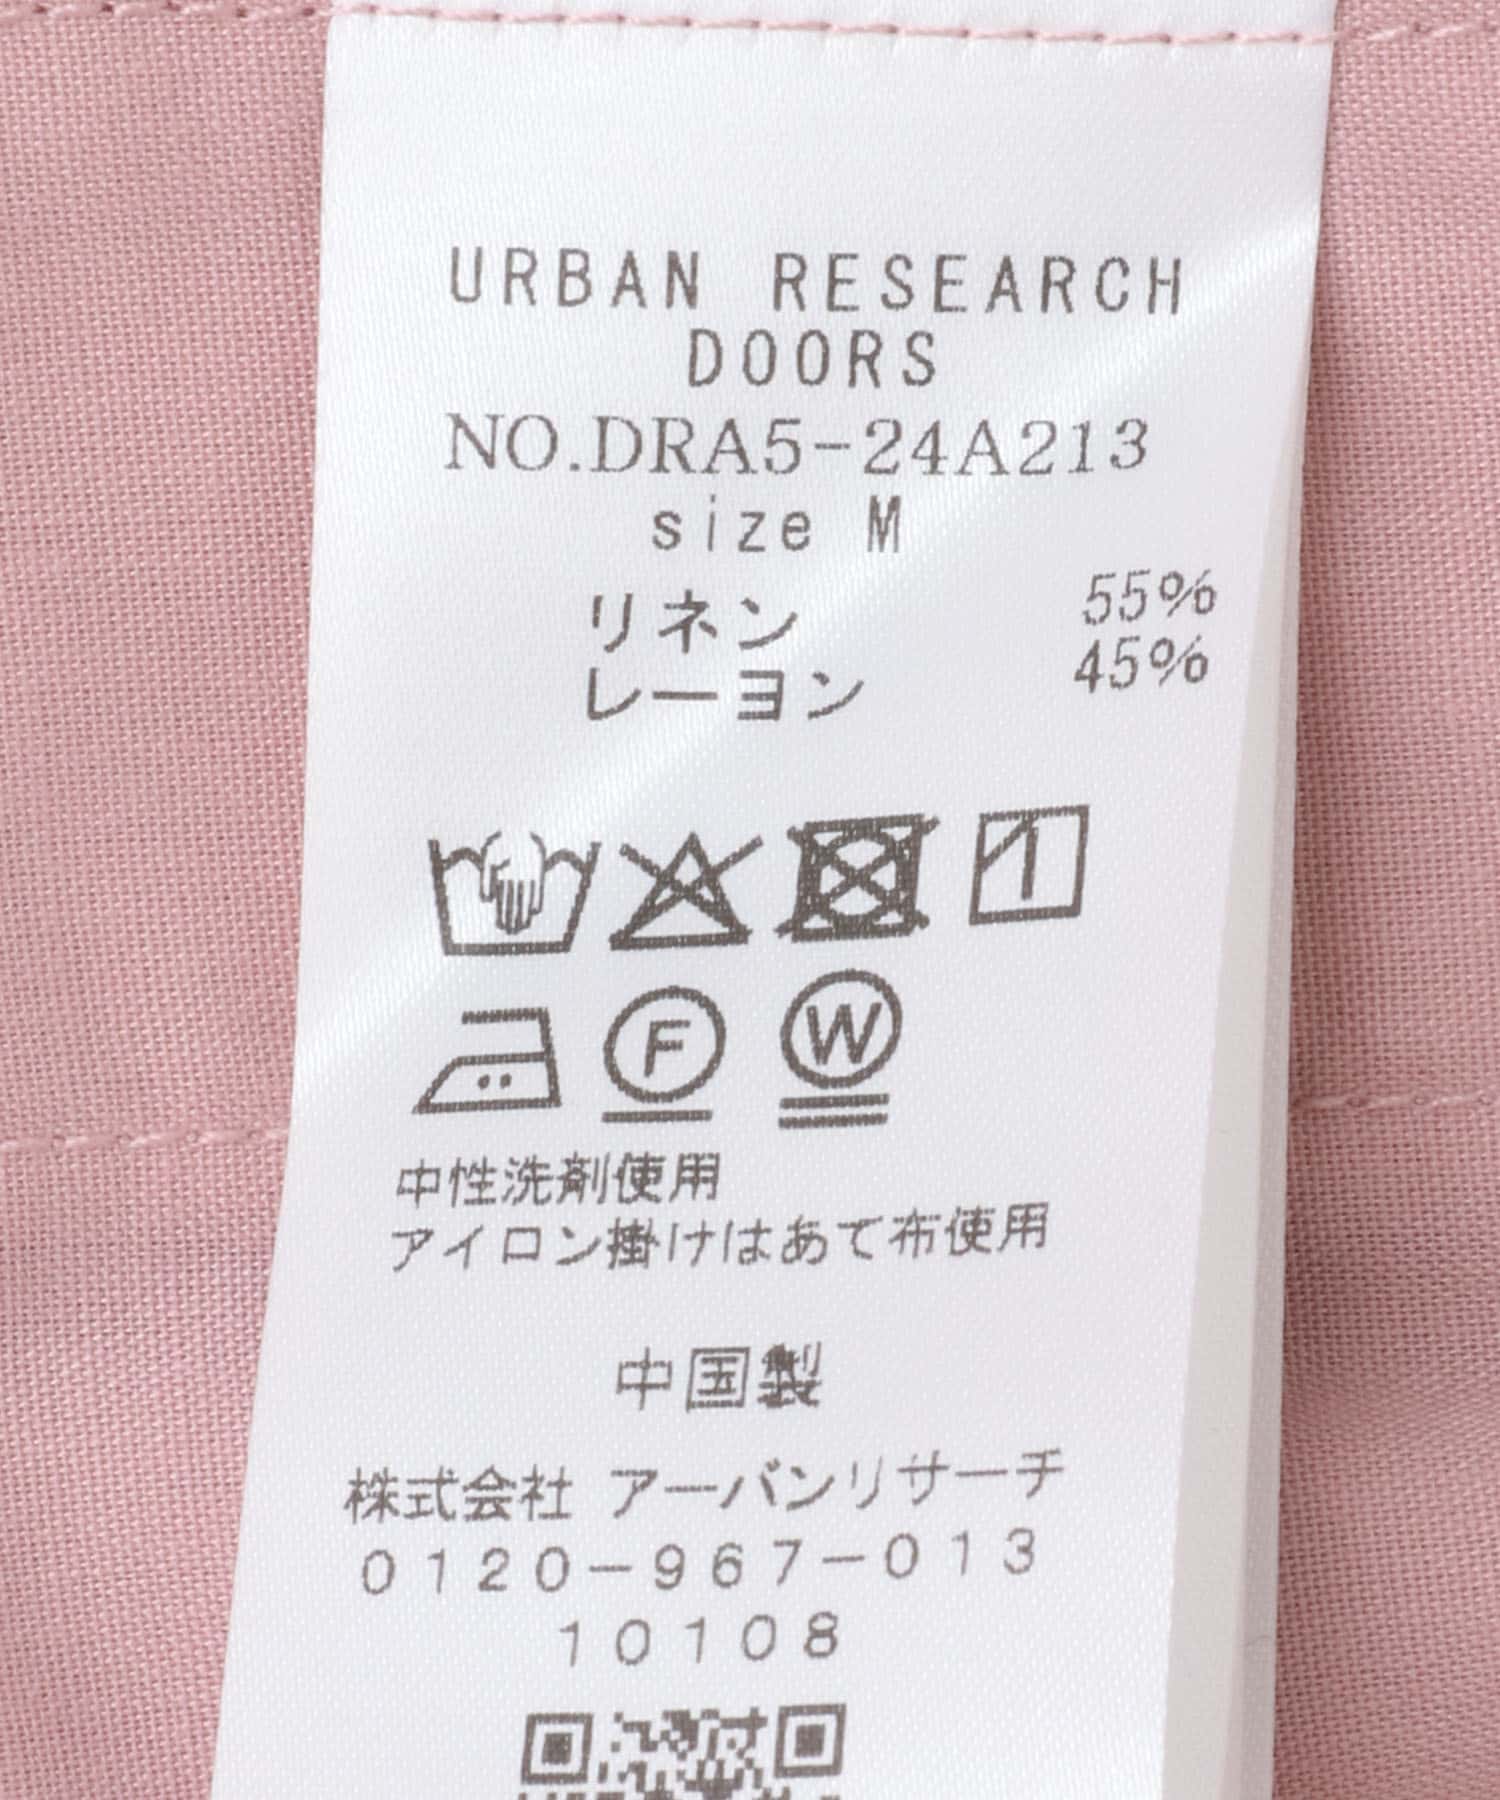 URBAN RESEARCH
DOORS
NO.DRA5-24A213
size M
リネン 55%
レーヨン 45%
F W
中性洗剤使用
アイロン掛けはあて布使用
中国製
株式会社 アーバンリサーチ
0120-967-013
10108